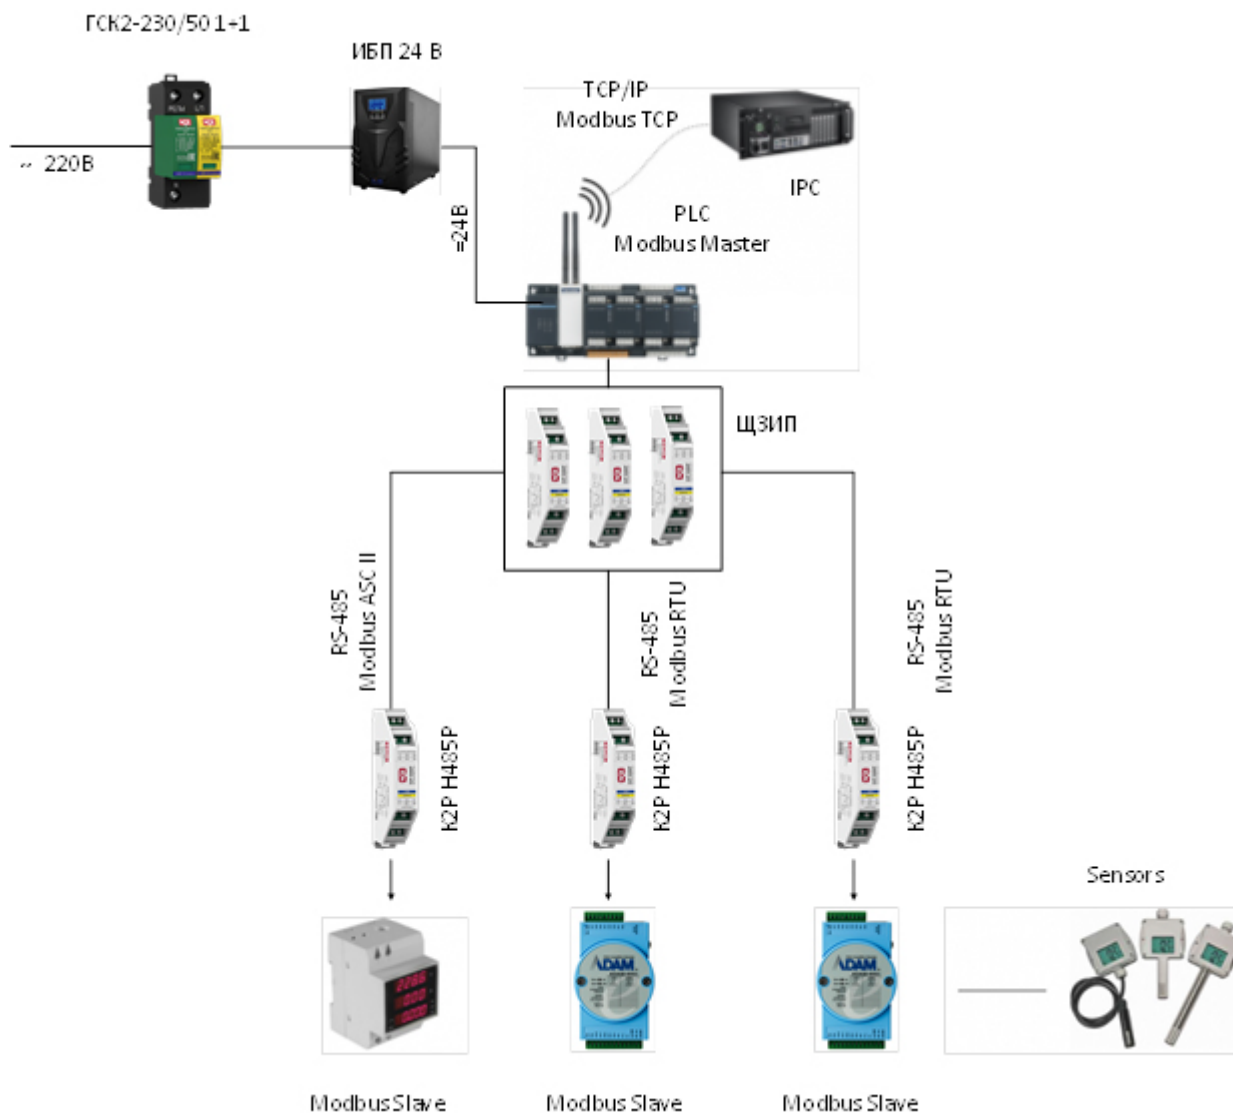 ГСК2-230/50 1+1
ИБП 24 В
~ 220В
=24В
TCP/IP
Modbus TCP
IPC
PLC
Modbus Master
ЩЗИП
RS-485
Modbus ASC II
RS-485
Modbus RTU
RS-485
Modbus RTU
К2Р Н485Р
К2Р Н485Р
К2Р Н485Р
Sensors
ADAM
ADAM
Modbus Slave
Modbus Slave
Modbus Slave